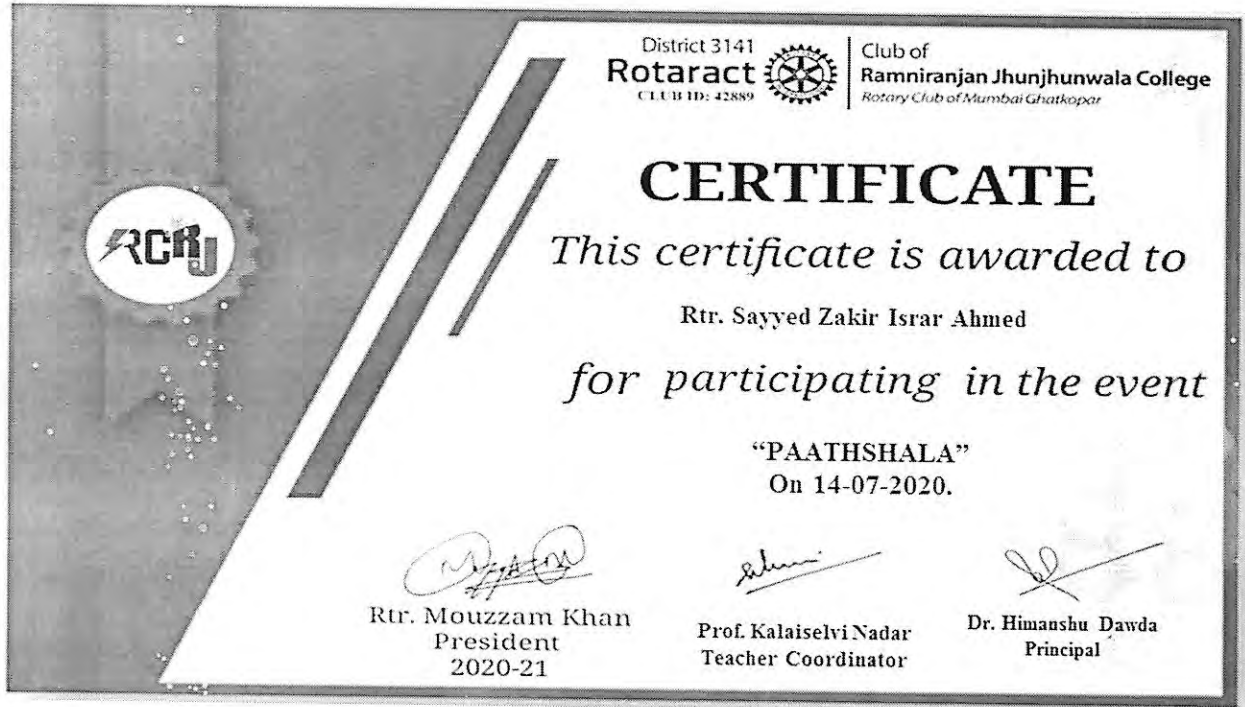 District 3141
Rotaract
CLUB ID: 42889
Club of
Ramniranjan Jhunjhunwala College
Rotary Club of Mumbai Ghatkopar
RCRJ
CERTIFICATE
This certificate is awarded to
Rtr. Sayyed Zakir Israr Ahmed
for participating in the event
“PAATHSHALA”
On 14-07-2020.
Rtr. Mouzzam Khan
President
2020-21
Prof. Kalaiselvi Nadar
Teacher Coordinator
Dr. Himanshu Dawda
Principal